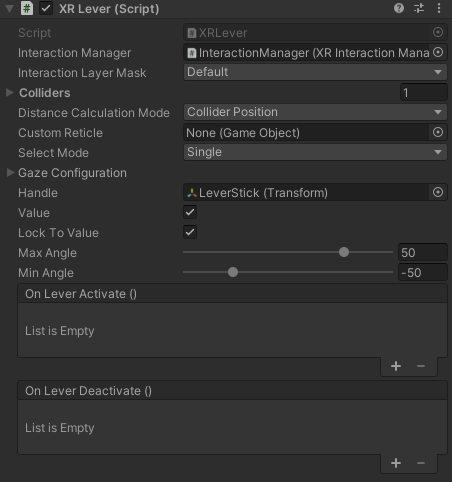 XR Lever (Script)
Script XRLever
Interaction Manager InteractionManager (XR Interaction Mana
Interaction Layer Mask Default
Colliders 1
Distance Calculation Mode Collider Position
Custom Reticle None (Game Object)
Select Mode Single
Gaze Configuration
Handle LeverStick (Transform)
Value
Lock To Value
Max Angle 50
Min Angle -50
On Lever Activate ()
List is Empty
+ −
On Lever Deactivate ()
List is Empty
+ −